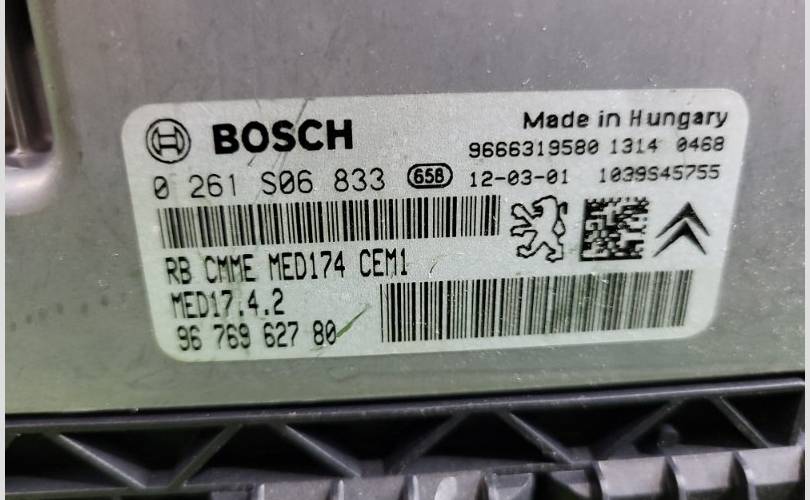 BOSCH
Made in Hungary
9666319580 1314 0468
0 261 S06 833 658 12-03-01 1039S45755
RB CMME MED174 CEM1
MED17.4.2
96 769 627 80